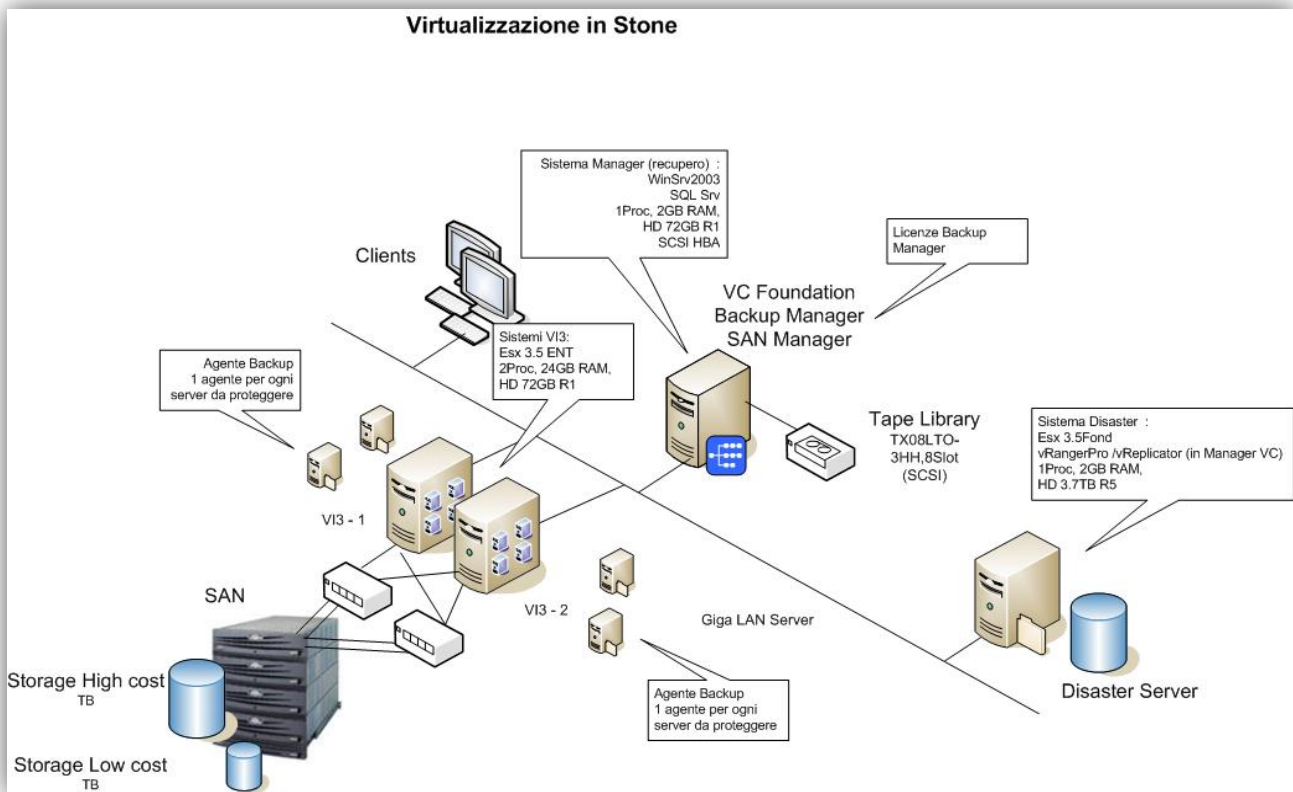 Virtualizzazione in Stone
Sistema Manager (recupero) :
WinSrv2003
SQL Srv
1Proc, 2GB RAM,
HD 72GB R1
SCSI HBA
Licenze Backup
Manager
Clients
VC Foundation
Backup Manager
SAN Manager
Sistemi VI3:
Esx 3.5 ENT
2Proc, 24GB RAM,
HD 72GB R1
Agente Backup
1 agente per ogni
server da proteggere
Tape Library
TX08LTO-
3HH,8Slot
(SCSI)
Sistema Disaster :
Esx 3.5Fond
vRangerPro /vReplicator (in Manager VC)
1Proc, 2GB RAM,
HD 3.7TB R5
VI3 - 1
SAN
VI3 - 2
Giga LAN Server
Storage High cost
TB
Agente Backup
1 agente per ogni
server da proteggere
Disaster Server
Storage Low cost
TB